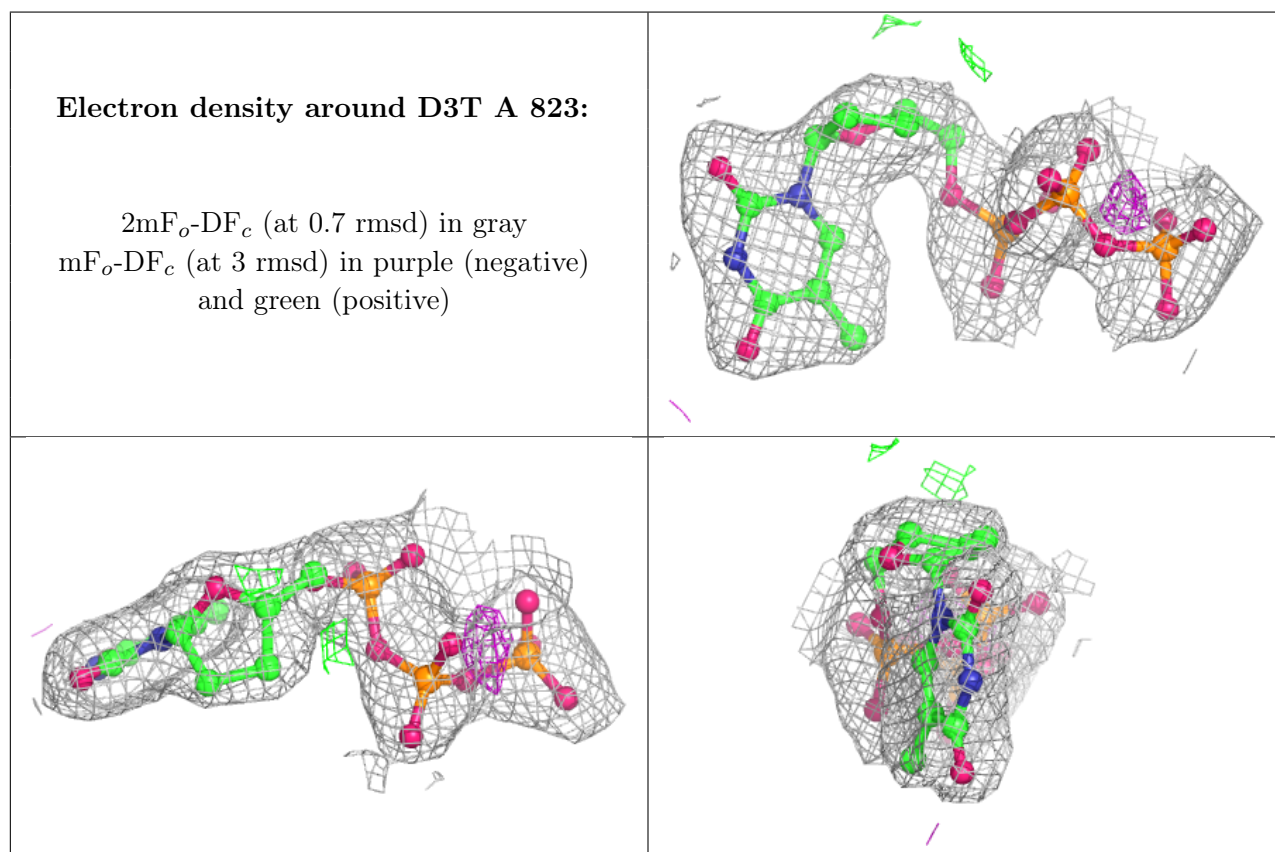 Electron density around D3T A 823:
2mFₒ-DF𝒸 (at 0.7 rmsd) in gray
mFₒ-DF𝒸 (at 3 rmsd) in purple (negative)
and green (positive)